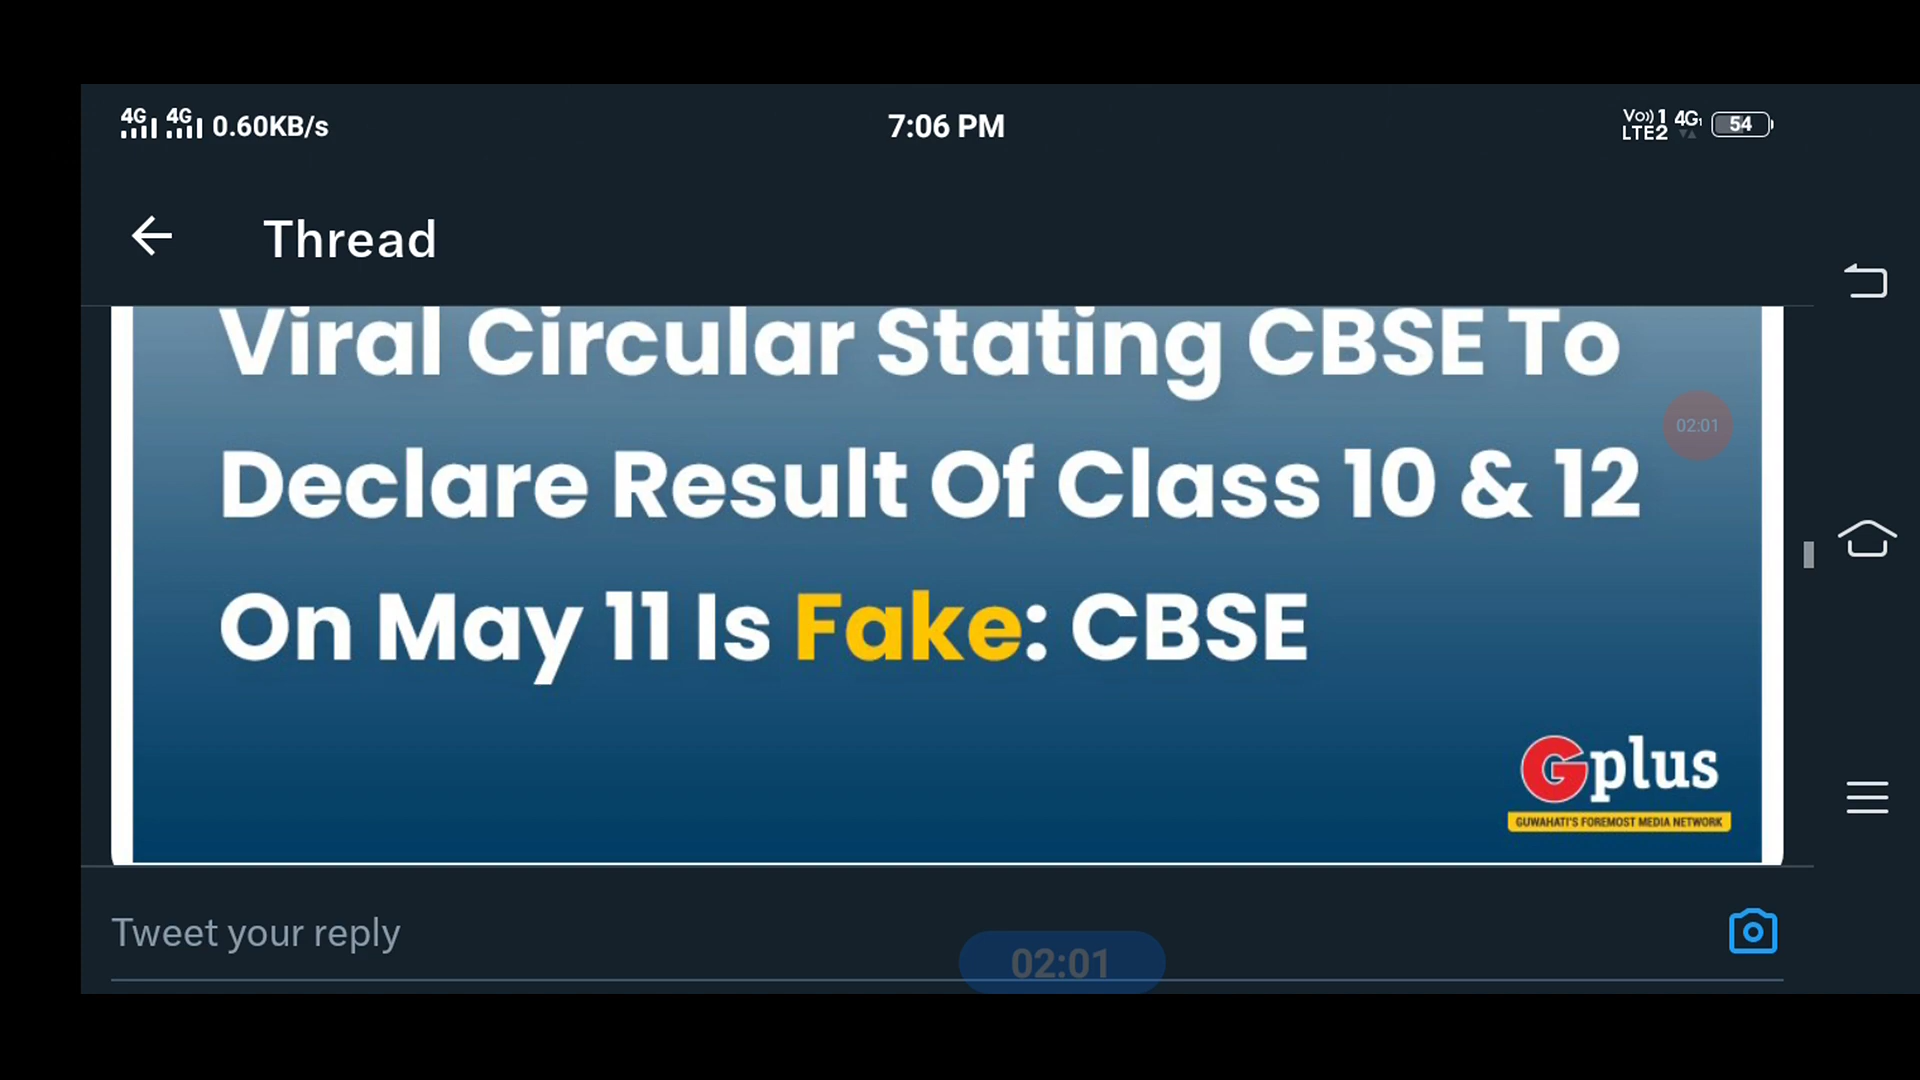 4G 4G 0.60KB/s 7:06 PM Vo) 1 LTE2 4G1 54
Thread
Viral Circular Stating CBSE To
Declare Result Of Class 10 & 12
02:01
On May 11 Is Fake: CBSE
Gplus
GUWAHATI'S FOREMOST MEDIA NETWORK
Tweet your reply
02:01